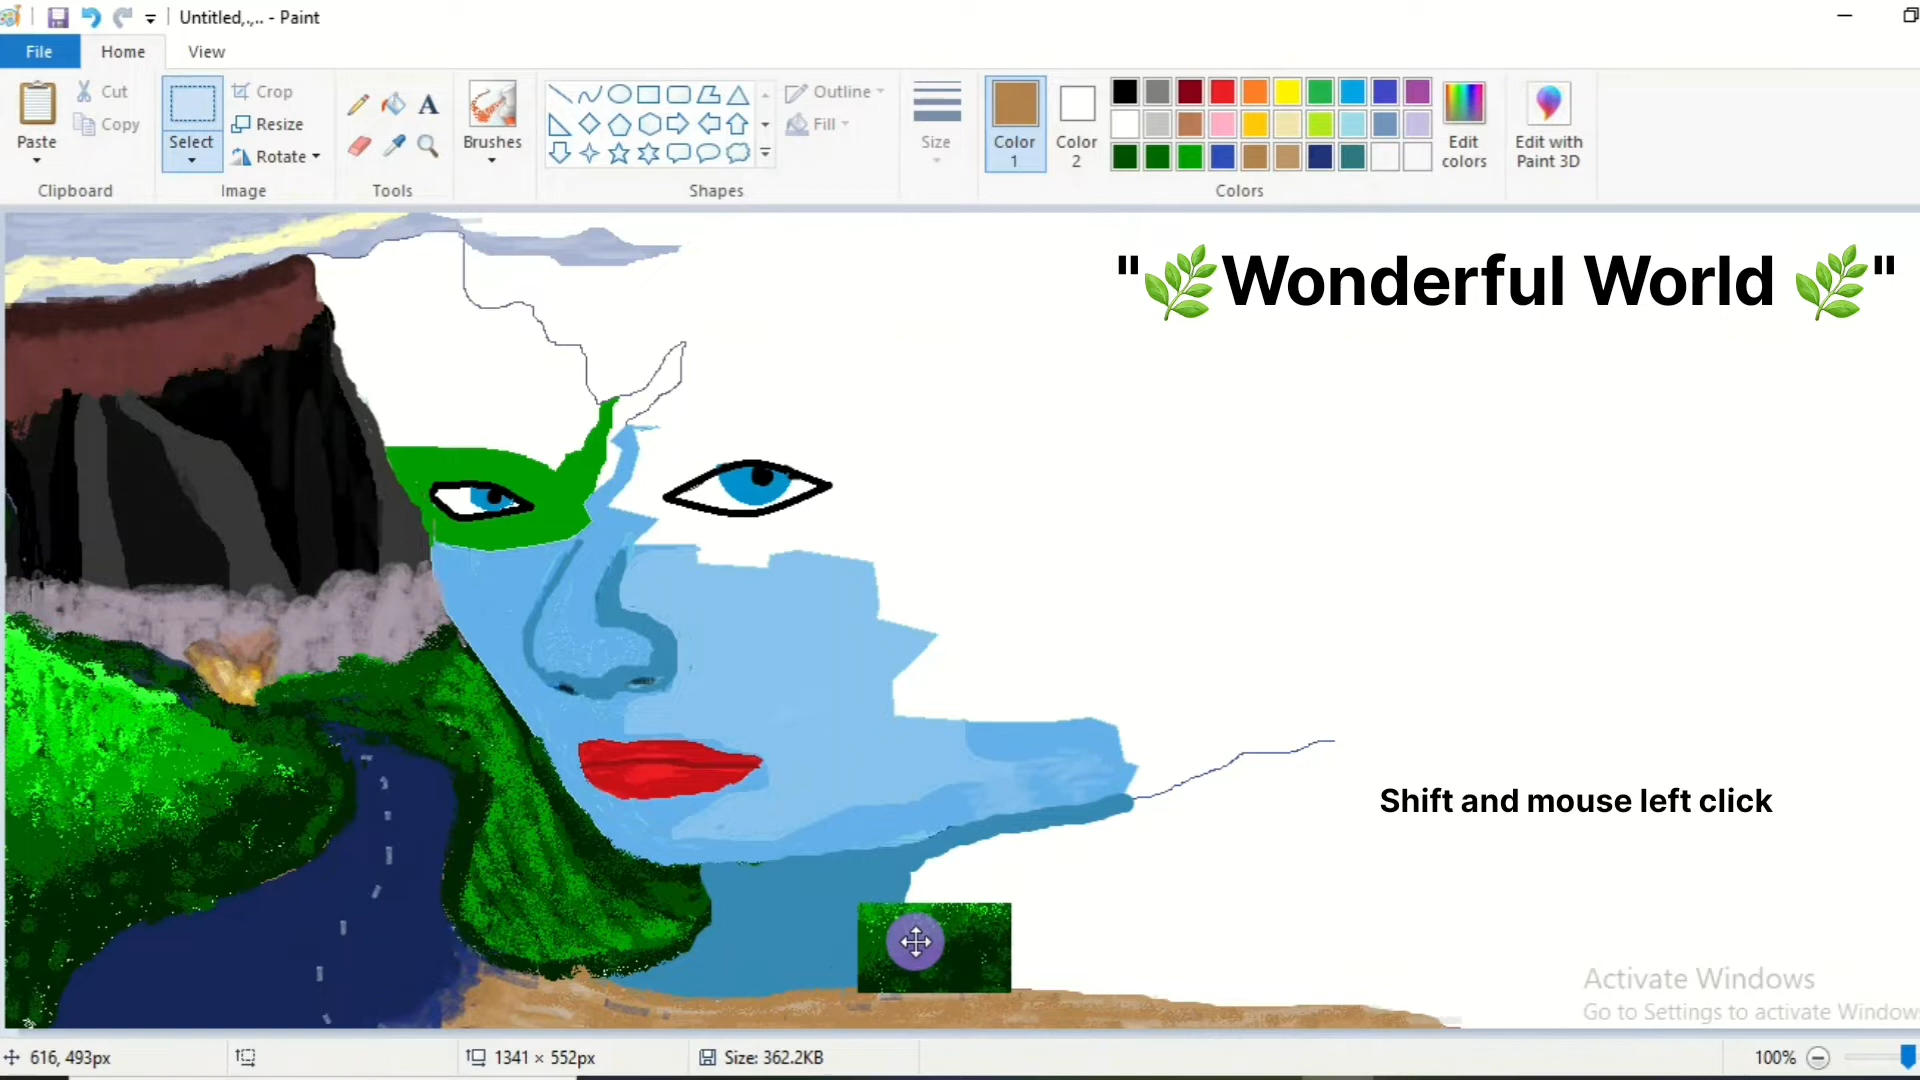 Untitled,.,.. - Paint
File Home View
Paste
Cut
Copy
Clipboard
Select
Crop
Resize
Rotate
Image
A
Tools
Brushes
Outline
Fill
Shapes
Size
Color
1
Color
2
Edit
colors
Colors
Edit with
Paint 3D
"🌿Wonderful World 🌿"
Shift and mouse left click
Activate Windows
Go to Settings to activate Windows
616, 493px
1341 × 552px
Size: 362.2KB
100%